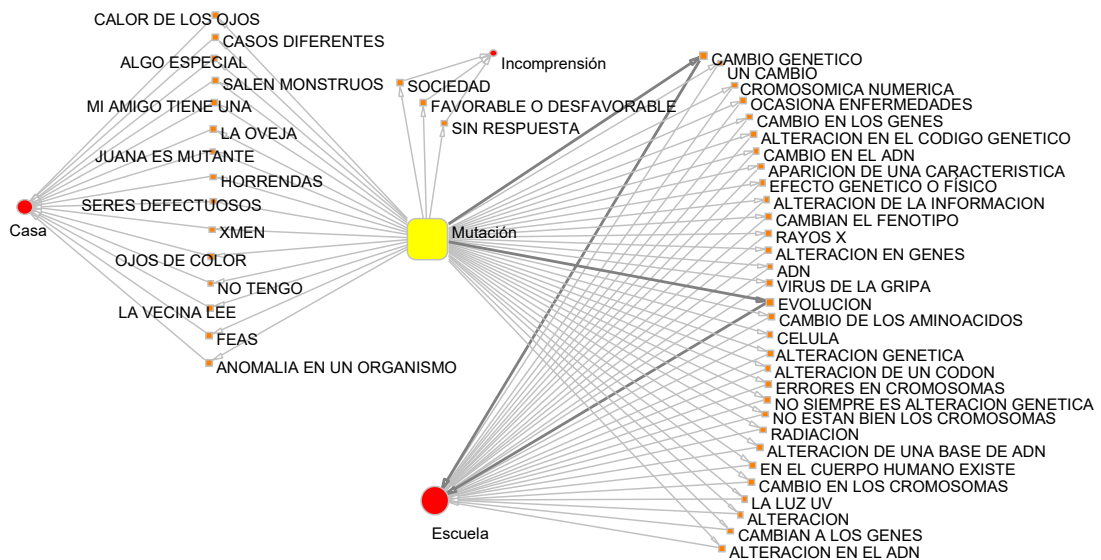 CALOR DE LOS OJOS
CASOS DIFERENTES
ALGO ESPECIAL
SALEN MONSTRUOS
MI AMIGO TIENE UNA
LA OVEJA
JUANA ES MUTANTE
HORRENDAS
SERES DEFECTUOSOS
XMEN
OJOS DE COLOR
NO TENGO
LA VECINA LEE
FEAS
ANOMALIA EN UN ORGANISMO
Casa
Incomprensión
SOCIEDAD
FAVORABLE O DESFAVORABLE
SIN RESPUESTA
Mutación
Escuela
CAMBIO GENETICO
UN CAMBIO
CROMOSOMICA NUMERICA
OCASIONA ENFERMEDADES
CAMBIO EN LOS GENES
ALTERACION EN EL CODIGO GENETICO
CAMBIO EN EL ADN
APARICION DE UNA CARACTERISTICA
EFECTO GENETICO O FÍSICO
ALTERACION DE LA INFORMACION
CAMBIAN EL FENOTIPO
RAYOS X
ALTERACION EN GENES
ADN
VIRUS DE LA GRIPA
EVOLUCION
CAMBIO DE LOS AMINOACIDOS
CELULA
ALTERACION GENETICA
ALTERACION DE UN CODON
ERRORES EN CROMOSOMAS
NO SIEMPRE ES ALTERACION GENETICA
NO ESTAN BIEN LOS CROMOSOMAS
RADIACION
ALTERACION DE UNA BASE DE ADN
EN EL CUERPO HUMANO EXISTE
CAMBIO EN LOS CROMOSOMAS
LA LUZ UV
ALTERACION
CAMBIAN A LOS GENES
ALTERACION EN EL ADN